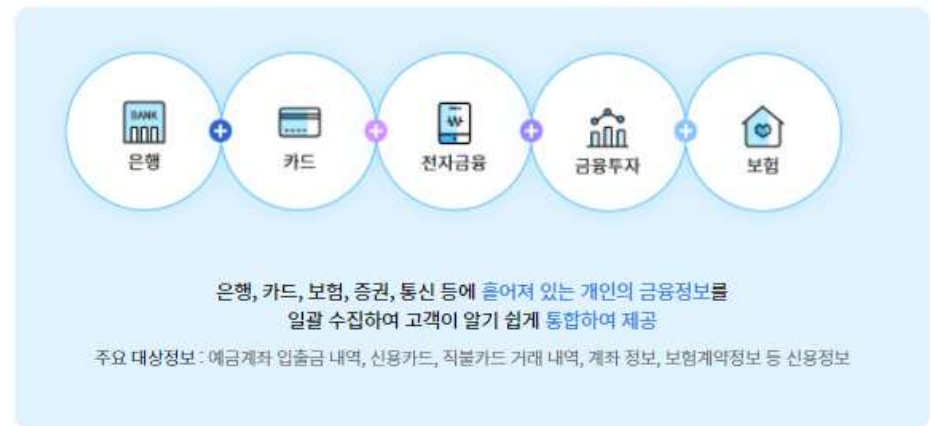 BANK
은행
카드
전자금융
금융투자
보험
은행, 카드, 보험, 증권, 통신 등에 흩어져 있는 개인의 금융정보를
일괄 수집하여 고객이 알기 쉽게 통합하여 제공
주요 대상정보 : 예금계좌 입출금 내역, 신용카드, 직불카드 거래 내역, 계좌 정보, 보험계약정보 등 신용정보